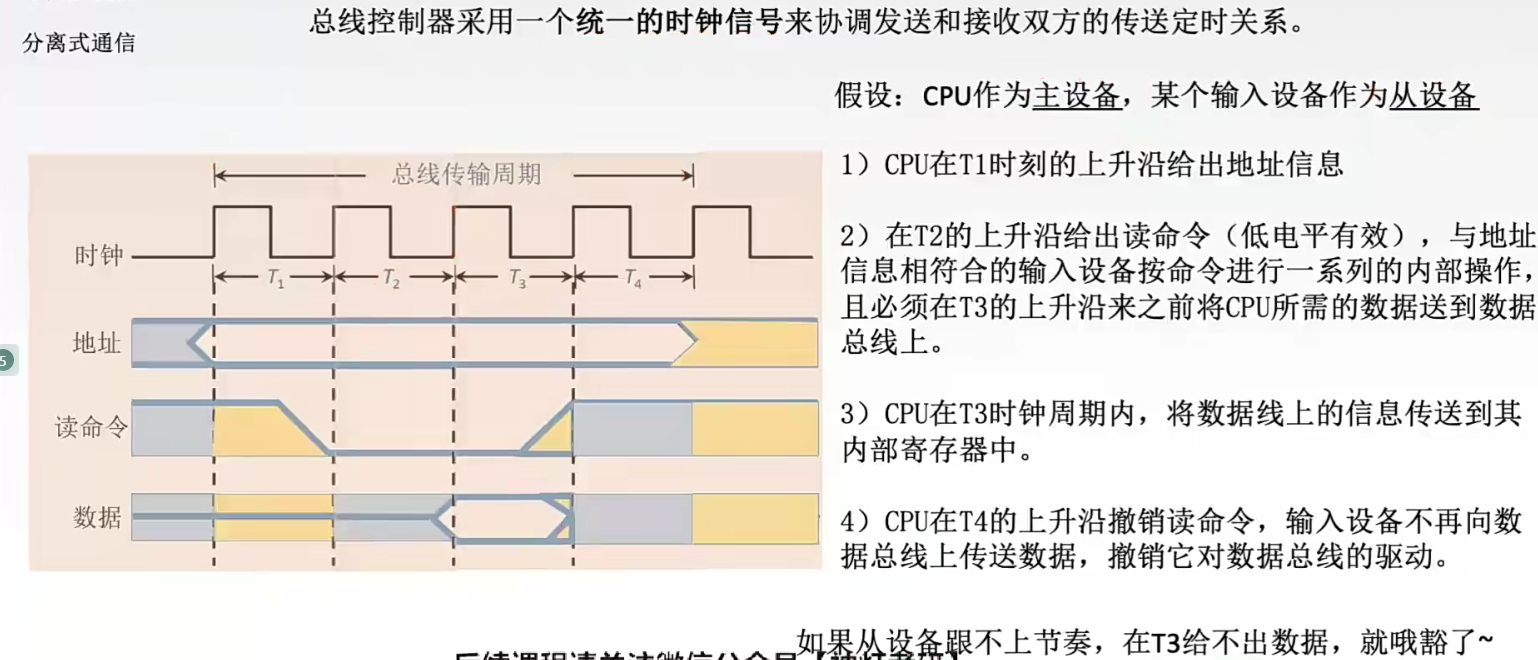 总线控制器采用一个统一的时钟信号来协调发送和接收双方的传送定时关系。
分离式通信
假设：CPU作为主设备，某个输入设备作为从设备
总线传输周期
时钟
T1
T2
T3
T4
地址
读命令
数据
5
1）CPU在T1时刻的上升沿给出地址信息
2）在T2的上升沿给出读命令（低电平有效），与地址
信息相符合的输入设备按命令进行一系列的内部操作，
且必须在T3的上升沿来之前将CPU所需的数据送到数据
总线上。
3）CPU在T3时钟周期内，将数据线上的信息传送到其
内部寄存器中。
4）CPU在T4的上升沿撤销读命令，输入设备不再向数
据总线上传送数据，撤销它对数据总线的驱动。
如果从设备跟不上节奏，在T3给不出数据，就哦豁了~